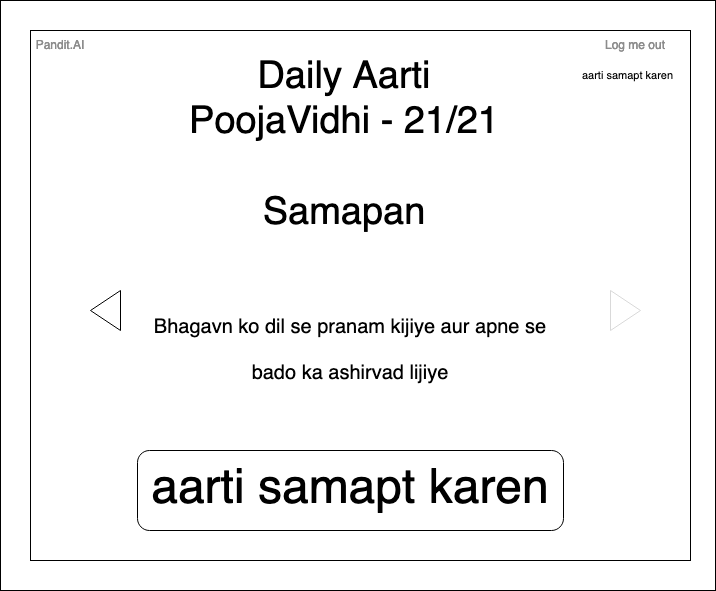 Pandit.AI
Log me out
aarti samapt karen
Daily Aarti
PoojaVidhi - 21/21
Samapan
Bhagavn ko dil se pranam kijiye aur apne se
bado ka ashirvad lijiye
aarti samapt karen